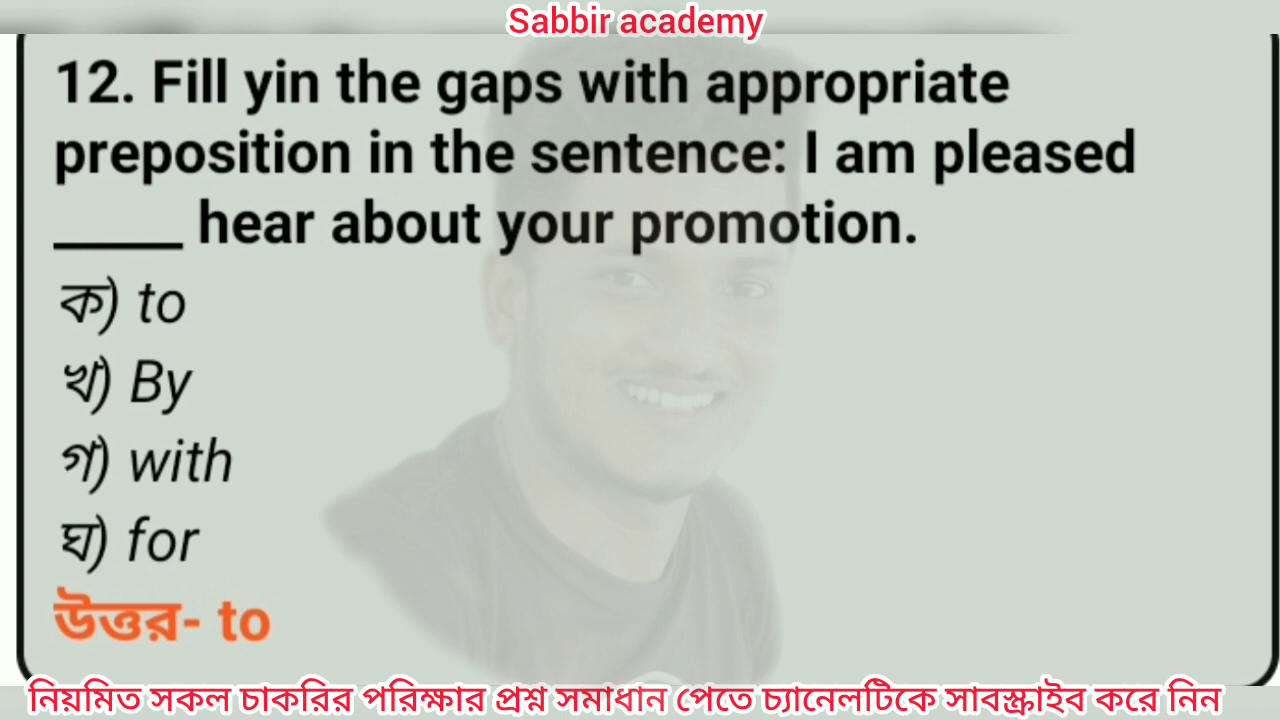 Sabbir academy
12. Fill yin the gaps with appropriate
preposition in the sentence: I am pleased
_____ hear about your promotion.
ক) to
খ) By
গ) with
ঘ) for
উত্তর- to
নিয়মিত সকল চাকরির পরিক্ষার প্রশ্ন সমাধান পেতে চ্যানেলটিকে সাবস্ক্রাইব করে নিন